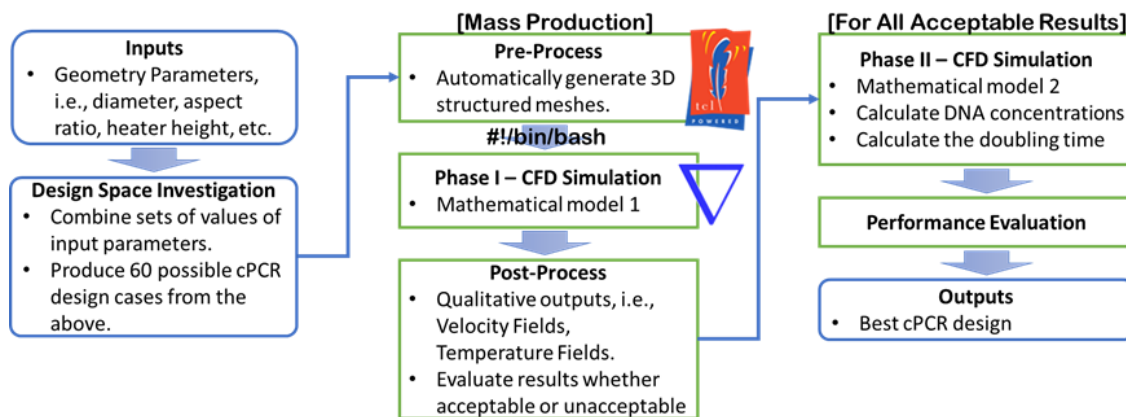 Inputs
• Geometry Parameters,
i.e., diameter, aspect
ratio, heater height, etc.
Design Space Investigation
• Combine sets of values of
input parameters.
• Produce 60 possible cPCR
design cases from the
above.
[Mass Production]
Pre-Process
• Automatically generate 3D
structured meshes.
tcl
POWERED
#!/bin/bash
Phase I – CFD Simulation
• Mathematical model 1
Post-Process
• Qualitative outputs, i.e.,
Velocity Fields,
Temperature Fields.
• Evaluate results whether
acceptable or unacceptable
[For All Acceptable Results]
Phase II – CFD Simulation
• Mathematical model 2
• Calculate DNA concentrations
• Calculate the doubling time
Performance Evaluation
Outputs
• Best cPCR design